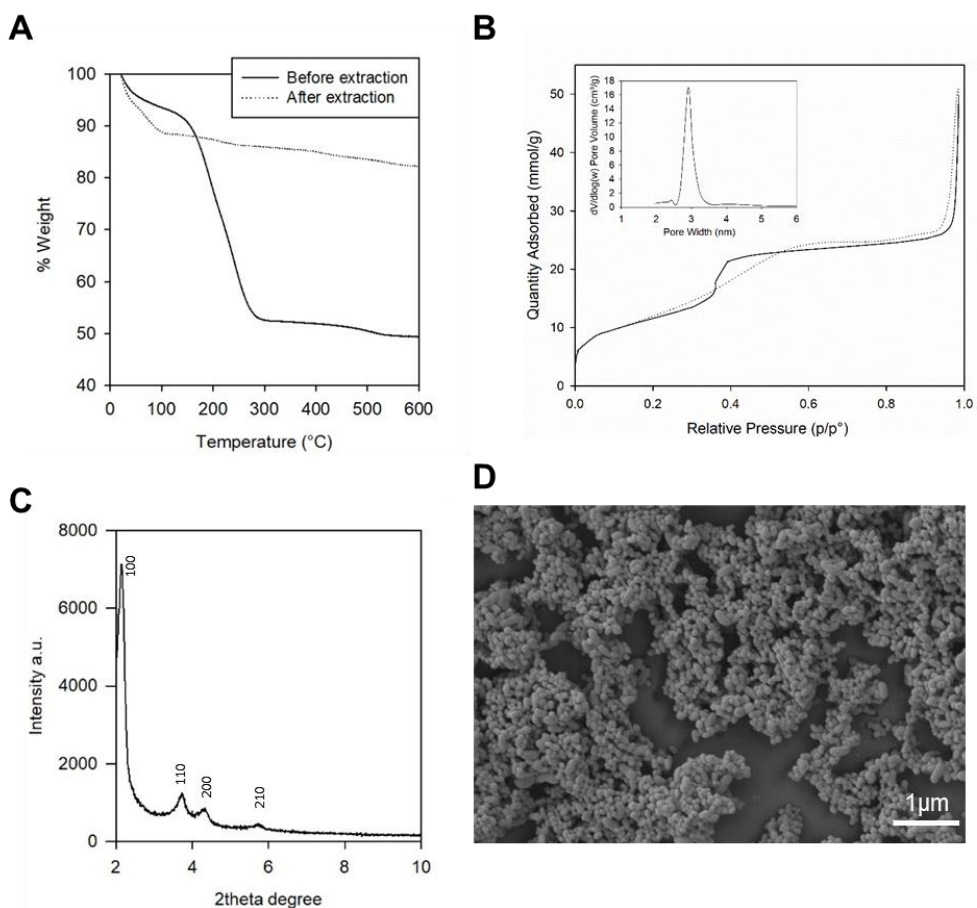 A
100
90
80
70
60
50
40
% Weight
Before extraction
After extraction
0 100 200 300 400 500 600
Temperature (°C)
B
50
40
30
20
10
0
Quantity Adsorbed (mmol/g)
18
16
14
12
10
8
6
4
2
0
dV/dlog(w) Pore Volume (cm³/g)
1 2 3 4 5 6
Pore Width (nm)
0.0 0.2 0.4 0.6 0.8 1.0
Relative Pressure (p/p°)
C
8000
6000
4000
2000
0
Intensity a.u.
100
110
200
210
2 4 6 8 10
2theta degree
D
1µm